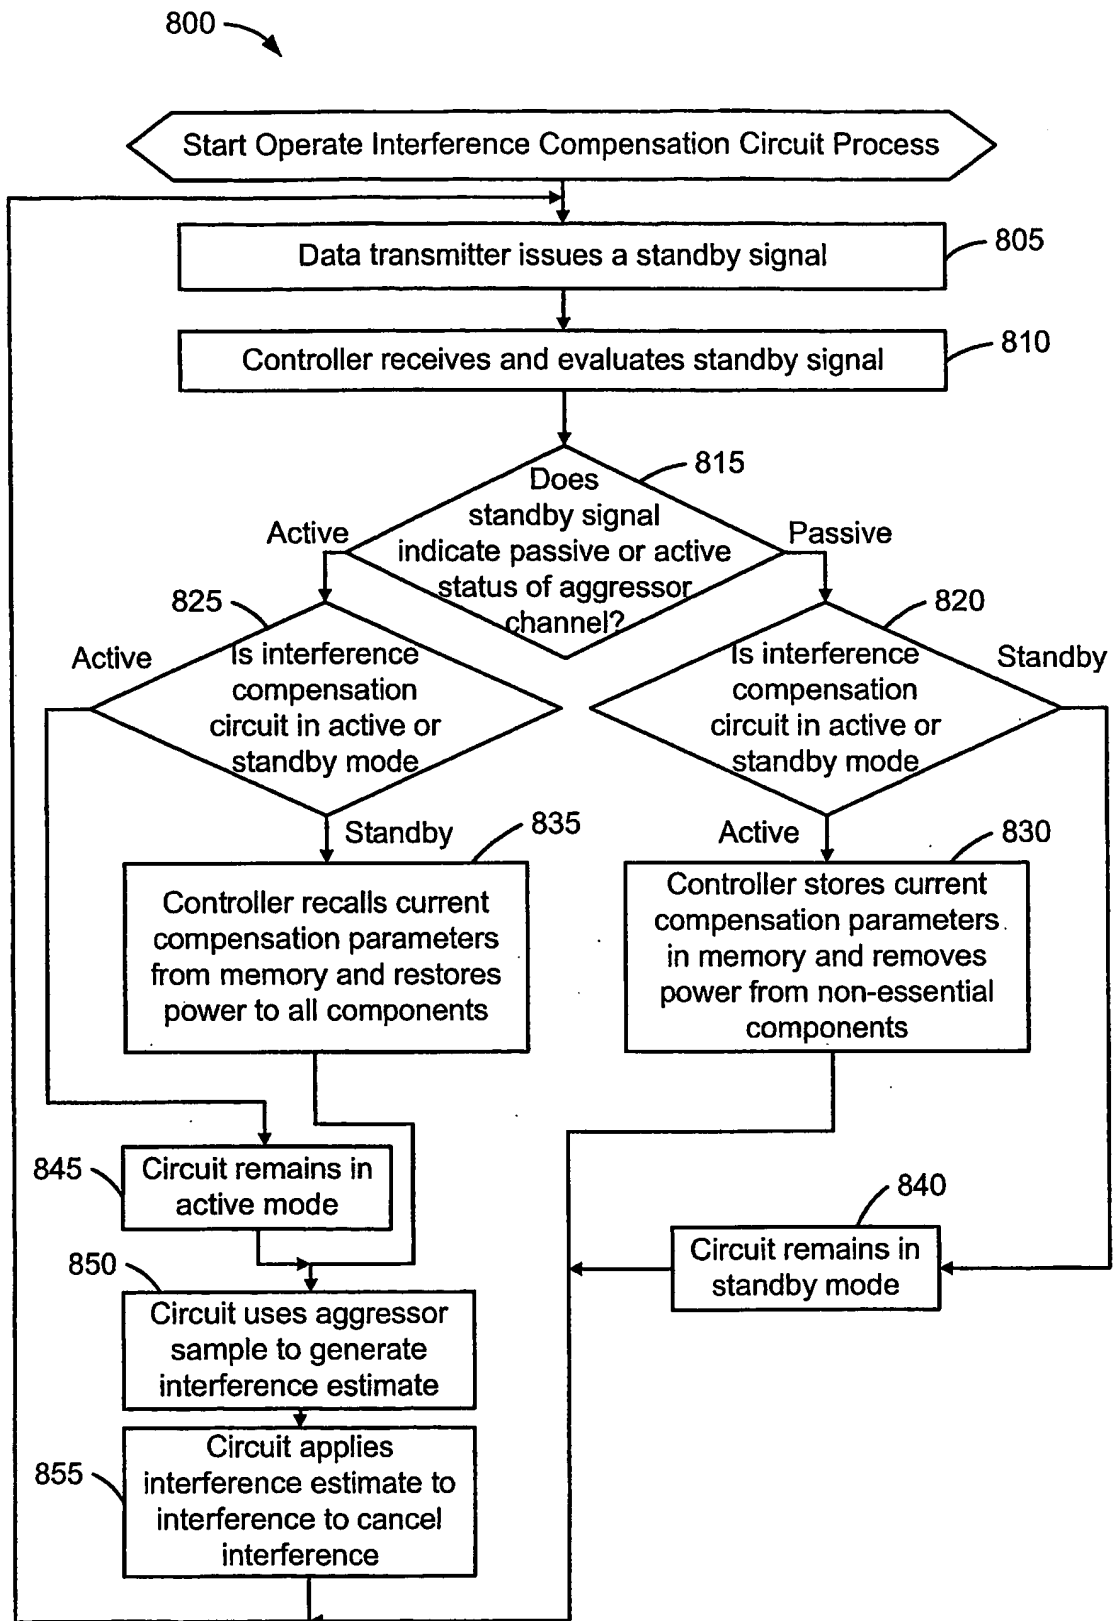 800
Start Operate Interference Compensation Circuit Process
Data transmitter issues a standby signal
805
Controller receives and evaluates standby signal
810
Does
standby signal
indicate passive or active
status of aggressor
channel?
815
Active
Passive
825
Is interference
compensation
circuit in active or
standby mode
Active
Standby
820
Is interference
compensation
circuit in active or
standby mode
Standby
Active
835
Controller recalls current
compensation parameters
from memory and restores
power to all components
830
Controller stores current
compensation parameters
in memory and removes
power from non-essential
components
845
Circuit remains in
active mode
840
Circuit remains in
standby mode
850
Circuit uses aggressor
sample to generate
interference estimate
855
Circuit applies
interference estimate to
interference to cancel
interference